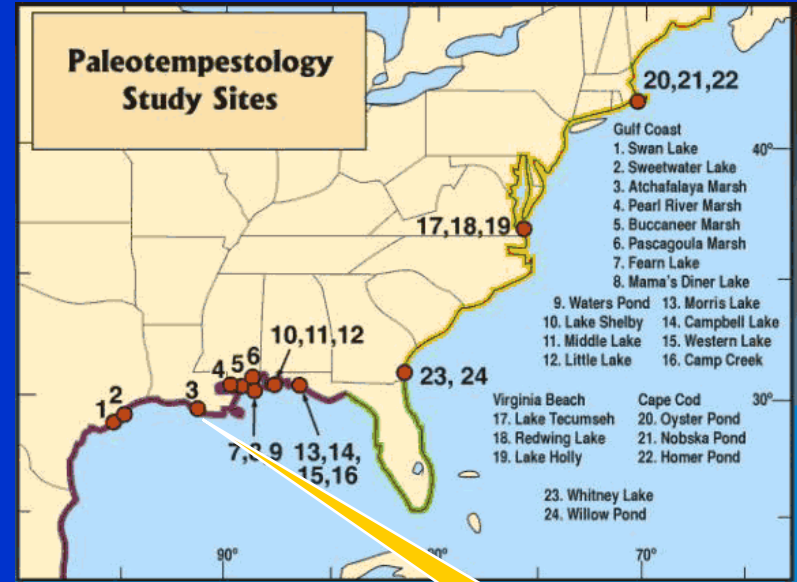 Paleotempestology
Study Sites
20,21,22
Gulf Coast
1. Swan Lake
2. Sweetwater Lake
3. Atchafalaya Marsh
4. Pearl River Marsh
5. Buccaneer Marsh
6. Pascagoula Marsh
7. Fearn Lake
8. Mama's Diner Lake
9. Waters Pond 13. Morris Lake
10. Lake Shelby 14. Campbell Lake
11. Middle Lake 15. Western Lake
12. Little Lake 16. Camp Creek
40°
17,18,19
10,11,12
6
4 5
3
2
1
23, 24
30°
7,8,9 13,14,
15,16
Virginia Beach Cape Cod
17. Lake Tecumseh 20. Oyster Pond
18. Redwing Lake 21. Nobska Pond
19. Lake Holly 22. Homer Pond
23. Whitney Lake
24. Willow Pond
90° 70°